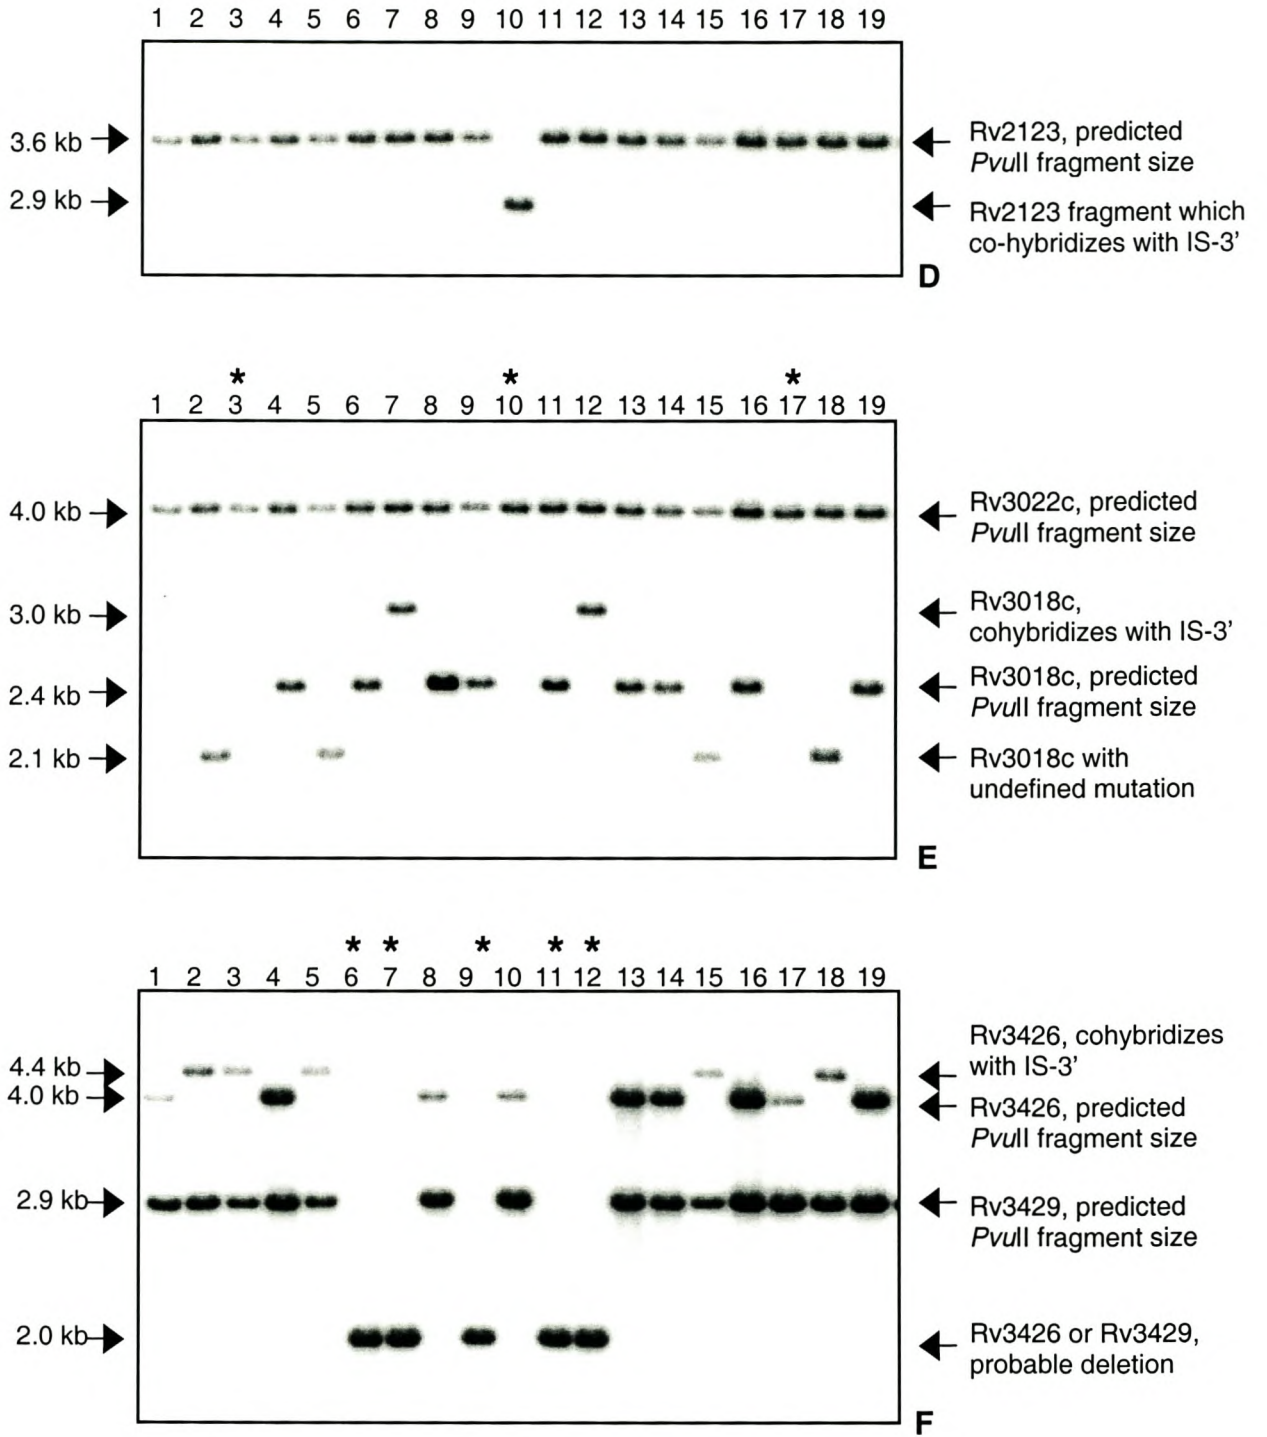 1 2 3 4 5 6 7 8 9 10 11 12 13 14 15 16 17 18 19
3.6 kb
Rv2123, predicted
PvuII fragment size
2.9 kb
Rv2123 fragment which
co-hybridizes with IS-3'
D
* * *
1 2 3 4 5 6 7 8 9 10 11 12 13 14 15 16 17 18 19
4.0 kb
Rv3022c, predicted
PvuII fragment size
3.0 kb
Rv3018c,
cohybridizes with IS-3'
2.4 kb
Rv3018c, predicted
PvuII fragment size
2.1 kb
Rv3018c with
undefined mutation
E
* * * * *
1 2 3 4 5 6 7 8 9 10 11 12 13 14 15 16 17 18 19
4.4 kb
Rv3426, cohybridizes
with IS-3'
4.0 kb
Rv3426, predicted
PvuII fragment size
2.9 kb
Rv3429, predicted
PvuII fragment size
2.0 kb
Rv3426 or Rv3429,
probable deletion
F